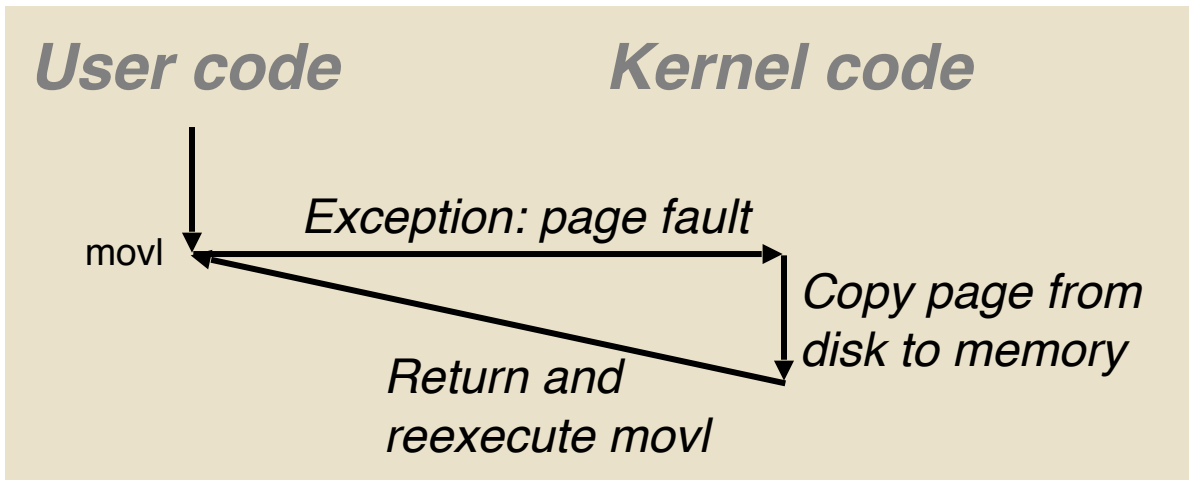 User code
Kernel code
Exception: page fault
movl
Copy page from
disk to memory
Return and
reexecute movl